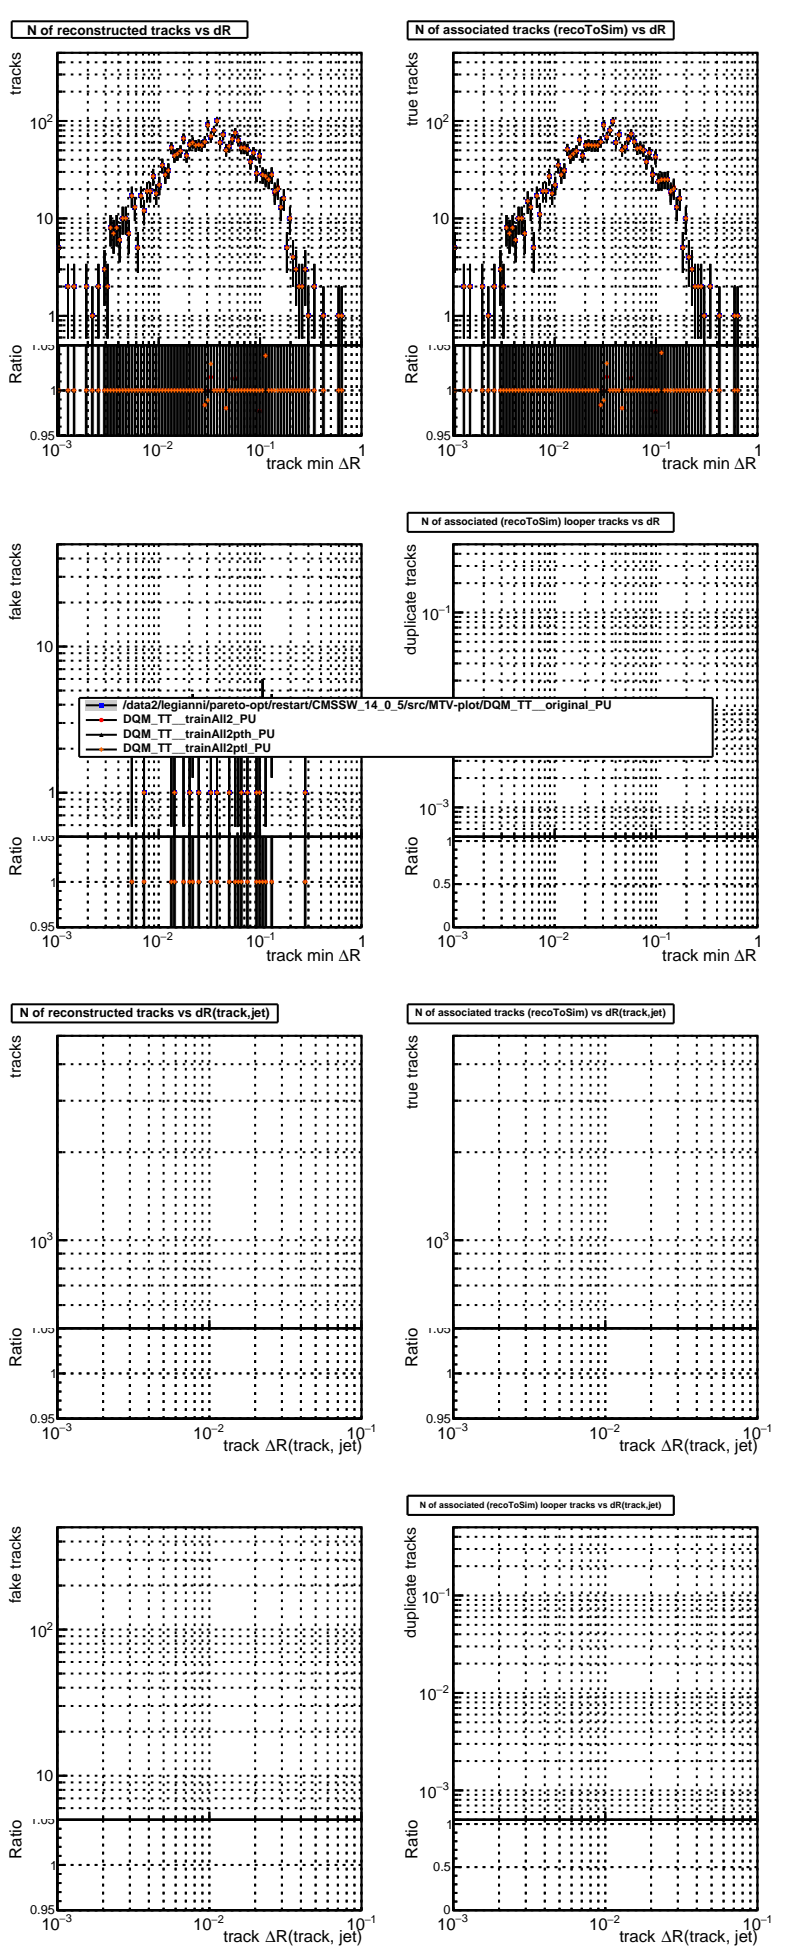 N of reconstructed tracks vs dR
N of associated tracks (recoToSim) vs dR
tracks
10²
10
1
Ratio
1.05
1
0.95
10⁻³
10⁻²
10⁻¹
1
track min ΔR
true tracks
10²
10
1
Ratio
1.05
1
0.95
10⁻³
10⁻²
10⁻¹
1
track min ΔR
N of associated (recoToSim) looper tracks vs dR
fake tracks
10
1
Ratio
1.05
1
0.95
10⁻³
10⁻²
10⁻¹
1
track min ΔR
duplicate tracks
10⁻¹
10⁻³
Ratio
1
0.5
0
10⁻³
10⁻²
10⁻¹
1
track min ΔR
/data2/legianni/pareto-opt/restart/CMSSW_14_0_5/src/MTV-plot/DQM_TT__original_PU
DQM_TT__trainAll2_PU
DQM_TT__trainAll2pth_PU
DQM_TT__trainAll2ptl_PU
N of reconstructed tracks vs dR(track,jet)
N of associated tracks (recoToSim) vs dR(track,jet)
tracks
10³
Ratio
1.05
1
0.95
10⁻³
10⁻²
10⁻¹
track ΔR(track, jet)
true tracks
10³
Ratio
1.05
1
0.95
10⁻³
10⁻²
10⁻¹
track ΔR(track, jet)
N of associated (recoToSim) looper tracks vs dR(track,jet)
fake tracks
10²
10
Ratio
1.05
1
0.95
10⁻³
10⁻²
10⁻¹
track ΔR(track, jet)
duplicate tracks
10⁻¹
10⁻²
10⁻³
Ratio
1
0.5
0
10⁻³
10⁻²
10⁻¹
track ΔR(track, jet)